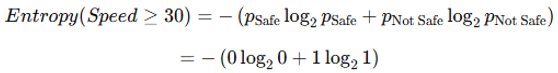 Entropy(Speed ≥ 30) = − (p_Safe log₂ p_Safe + p_Not Safe log₂ p_Not Safe)
= − (0 log₂ 0 + 1 log₂ 1)